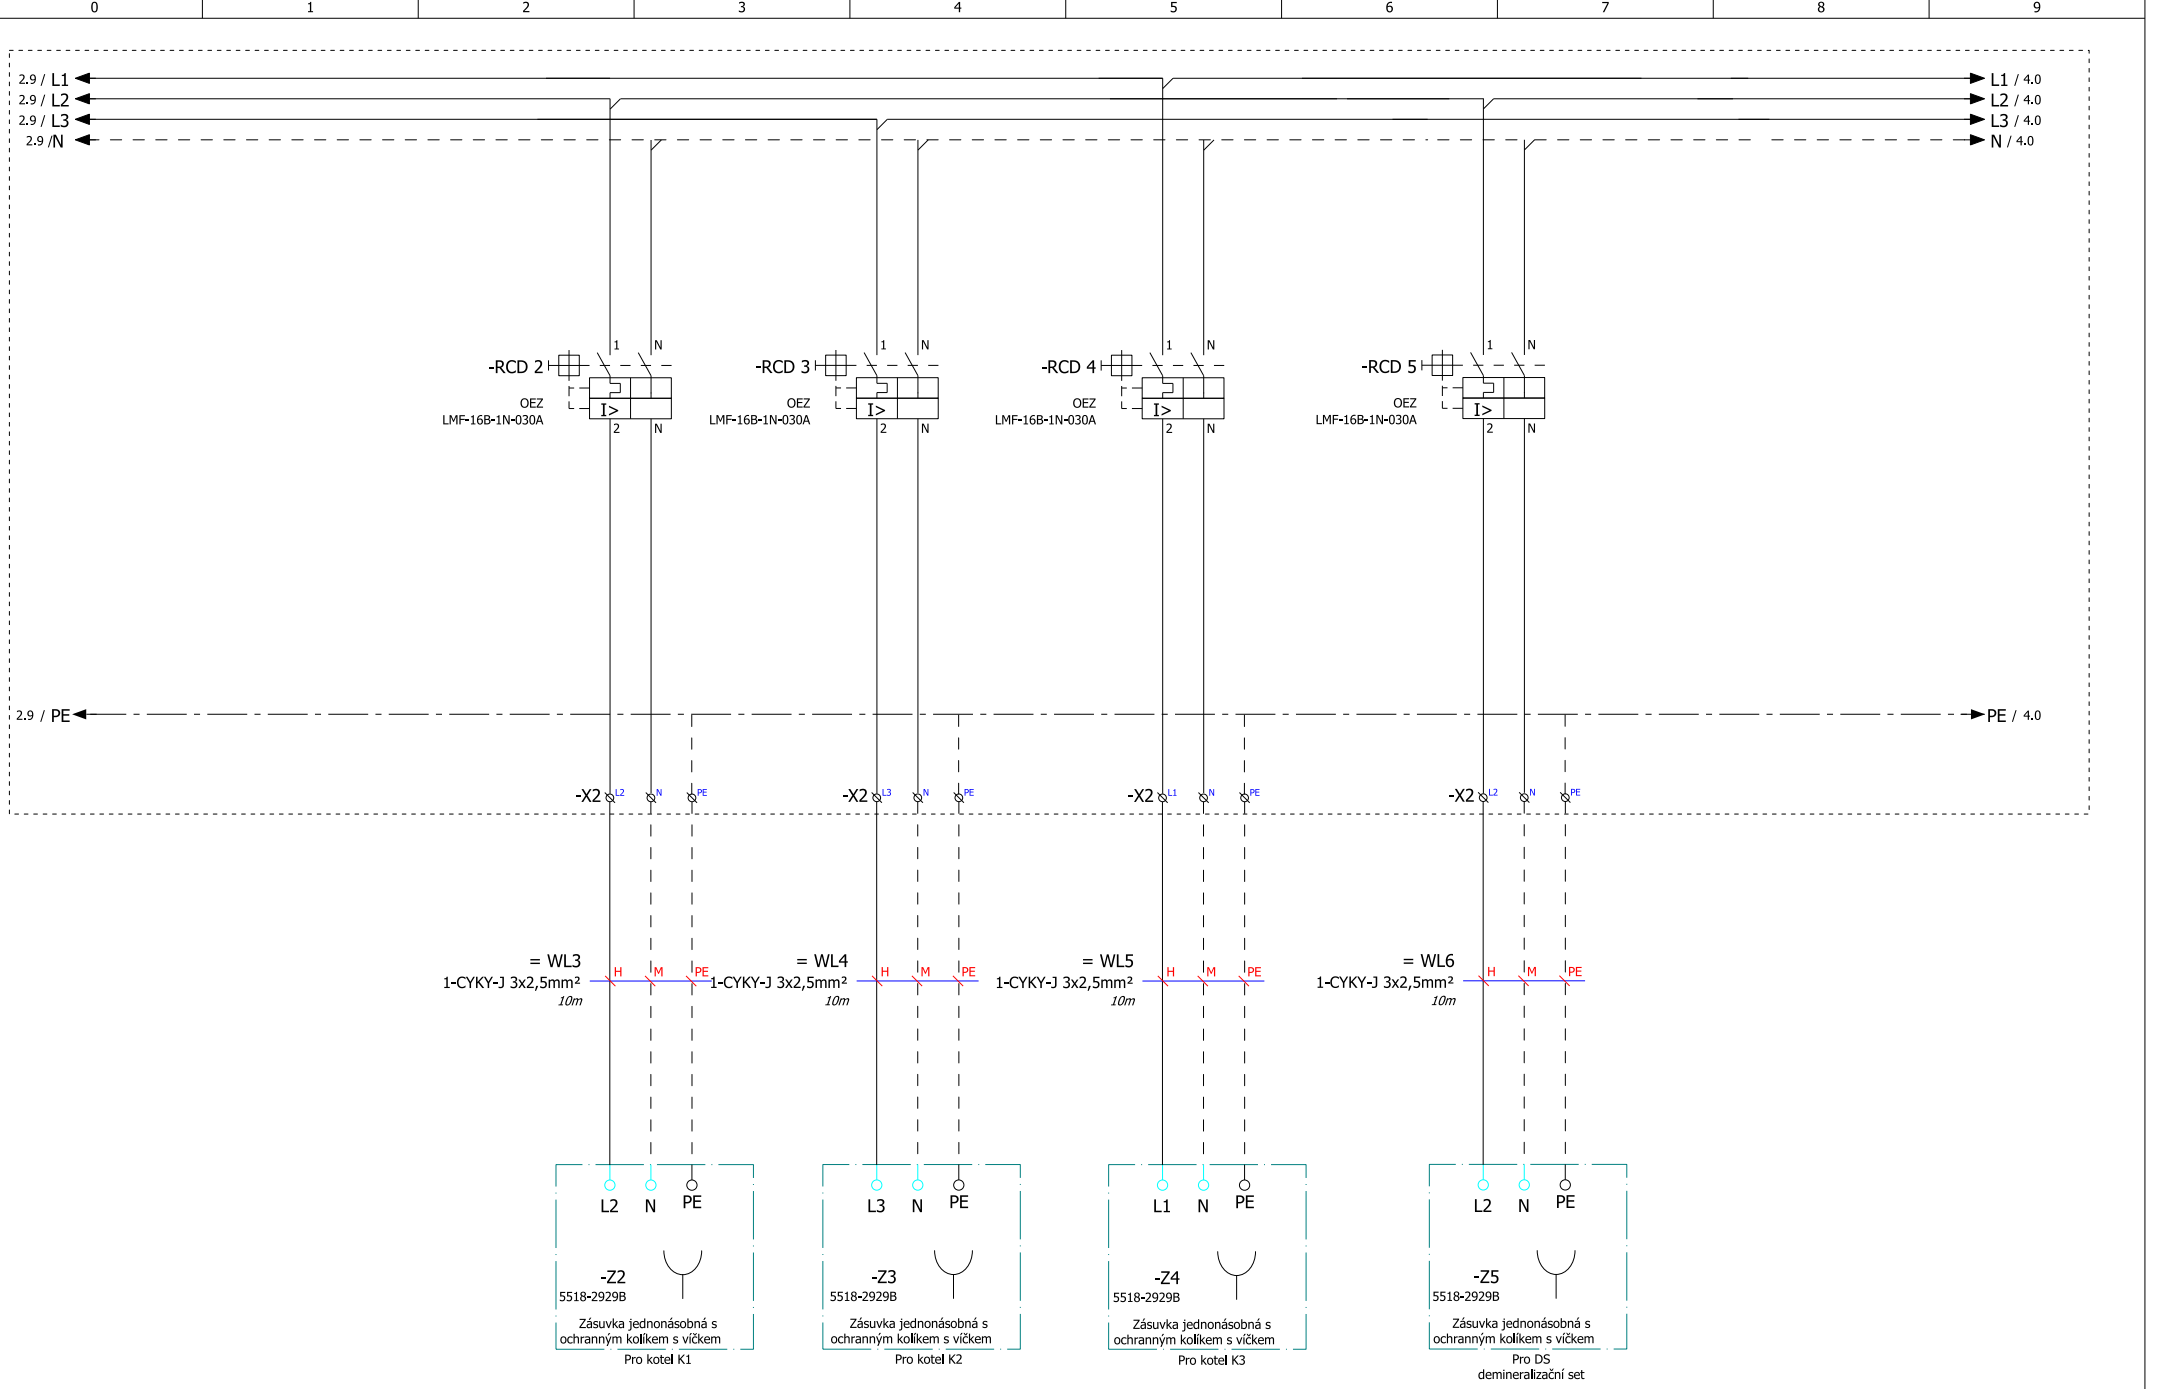 0 1 2 3 4 5 6 7 8 9
2.9 / L1 L1 / 4.0
2.9 / L2 L2 / 4.0
2.9 / L3 L3 / 4.0
2.9 /N N / 4.0
1 N 1 N 1 N 1 N
-RCD 2 -RCD 3 -RCD 4 -RCD 5
OEZ OEZ OEZ OEZ
I> I> I> I>
LMF-16B-1N-030A LMF-16B-1N-030A LMF-16B-1N-030A LMF-16B-1N-030A
2 N 2 N 2 N 2 N
2.9 / PE PE / 4.0
-X2 L2 N PE -X2 L3 N PE -X2 L1 N PE -X2 L2 N PE
= WL3 = WL4 = WL5 = WL6
H M PE H M PE H M PE H M PE
1-CYKY-J 3x2,5mm² 1-CYKY-J 3x2,5mm² 1-CYKY-J 3x2,5mm² 1-CYKY-J 3x2,5mm²
10m 10m 10m 10m
L2 N PE L3 N PE L1 N PE L2 N PE
-Z2 -Z3 -Z4 -Z5
5518-2929B 5518-2929B 5518-2929B 5518-2929B
Zásuvka jednonásobná s Zásuvka jednonásobná s Zásuvka jednonásobná s Zásuvka jednonásobná s
ochranným kolíkem s víčkem ochranným kolíkem s víčkem ochranným kolíkem s víčkem ochranným kolíkem s víčkem
Pro kotel K1 Pro kotel K2 Pro kotel K3 Pro DS
demineralizační set